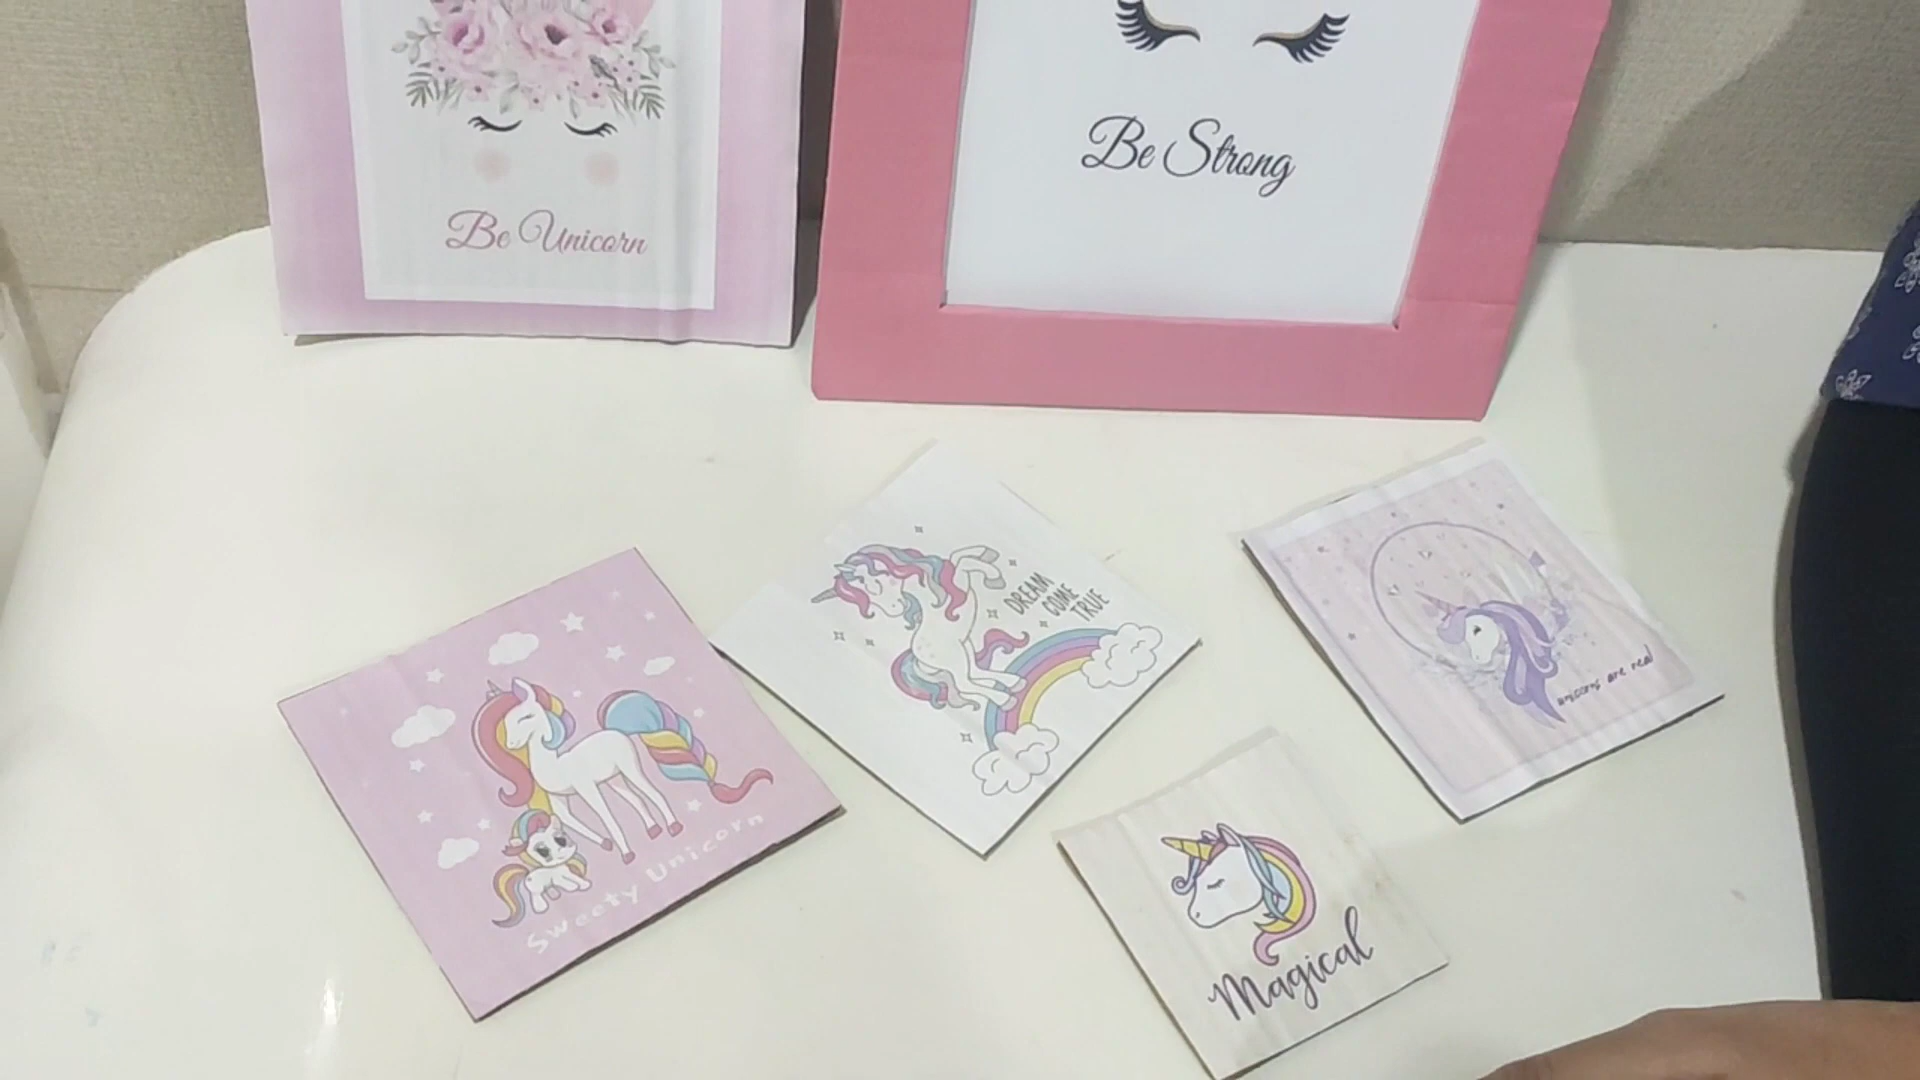 Be Unicorn
Be Strong
DREAM
COME
TRUE
unicorns are real
Sweety Unicorn
Magical